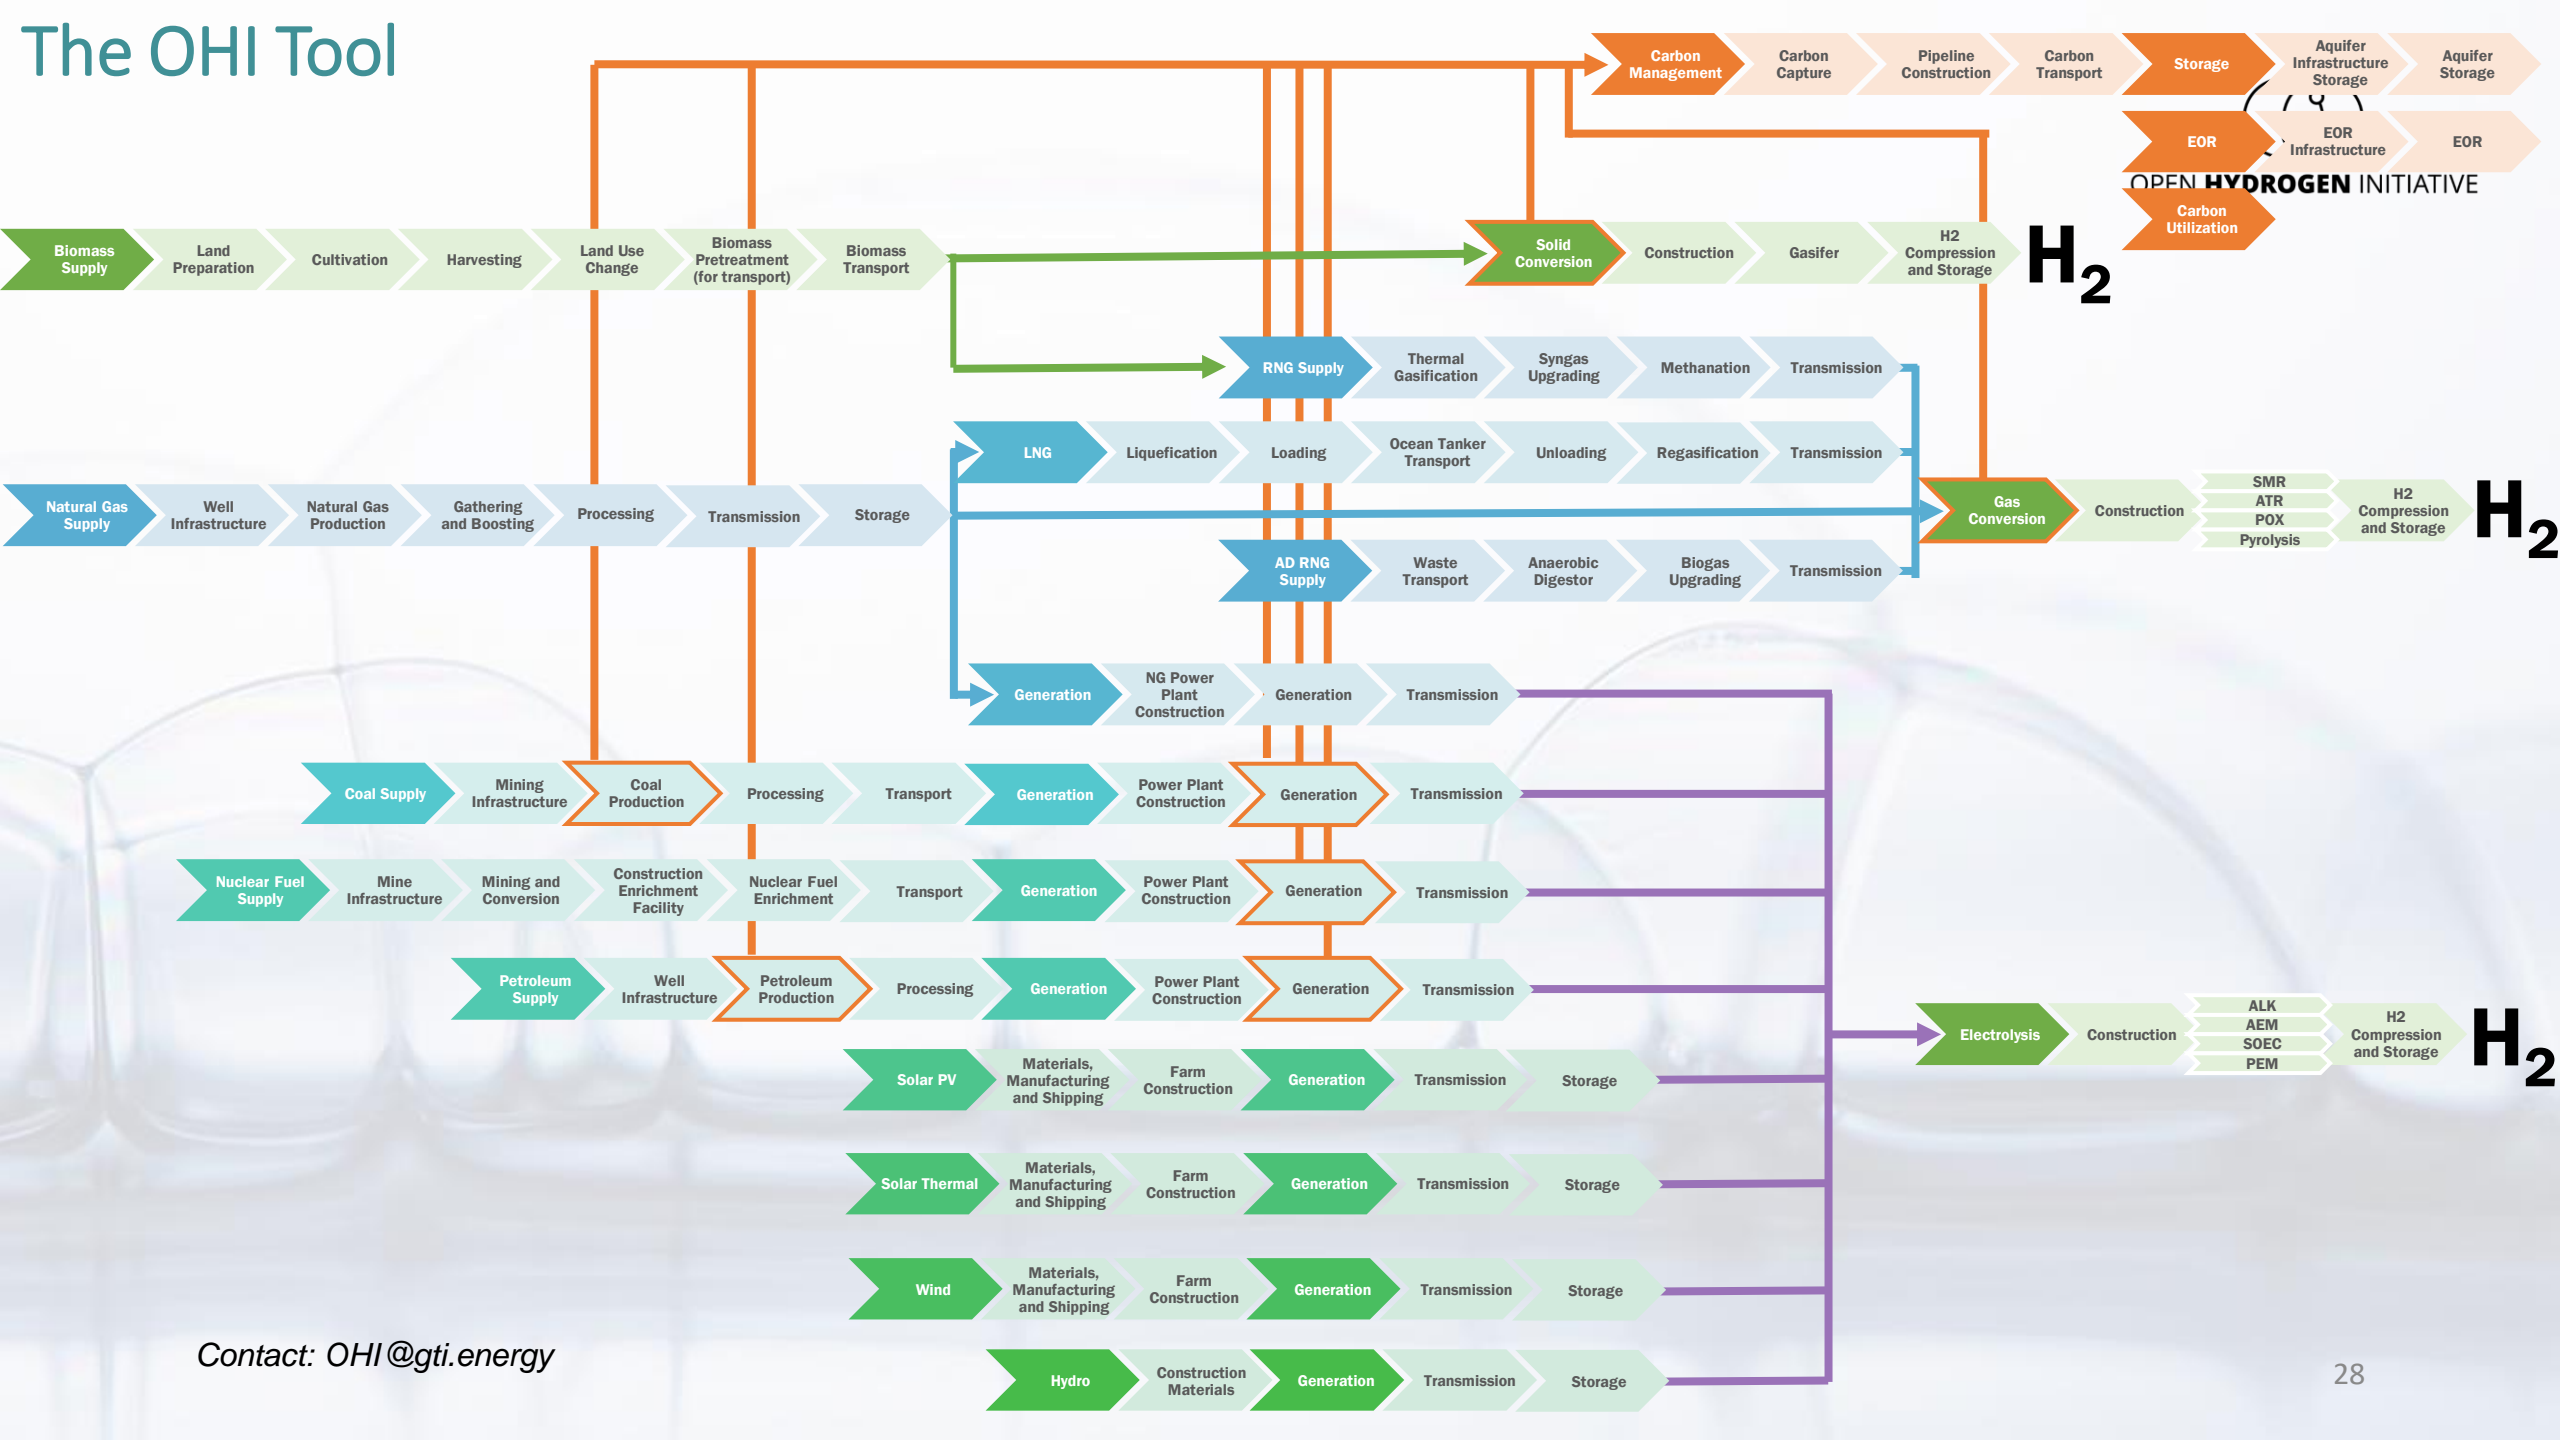 The OHI Tool
Carbon
Management
Carbon
Capture
Pipeline
Construction
Carbon
Transport
Storage
Aquifer
Infrastructure
Storage
Aquifer
Storage
EOR
EOR
Infrastructure
EOR
OPEN HYDROGEN INITIATIVE
Carbon
Utilization
Biomass
Supply
Land
Preparation
Cultivation
Harvesting
Land Use
Change
Biomass
Pretreatment
(for transport)
Biomass
Transport
Solid
Conversion
Construction
Gasifer
H2
Compression
and Storage
H2
RNG Supply
Thermal
Gasification
Syngas
Upgrading
Methanation
Transmission
LNG
Liquefication
Loading
Ocean Tanker
Transport
Unloading
Regasification
Transmission
Natural Gas
Supply
Well
Infrastructure
Natural Gas
Production
Gathering
and Boosting
Processing
Transmission
Storage
Gas
Conversion
Construction
SMR
ATR
POX
Pyrolysis
H2
Compression
and Storage
H2
AD RNG
Supply
Waste
Transport
Anaerobic
Digestor
Biogas
Upgrading
Transmission
Generation
NG Power
Plant
Construction
Generation
Transmission
Coal Supply
Mining
Infrastructure
Coal
Production
Processing
Transport
Generation
Power Plant
Construction
Generation
Transmission
Nuclear Fuel
Supply
Mine
Infrastructure
Mining and
Conversion
Construction
Enrichment
Facility
Nuclear Fuel
Enrichment
Transport
Generation
Power Plant
Construction
Generation
Transmission
Petroleum
Supply
Well
Infrastructure
Petroleum
Production
Processing
Generation
Power Plant
Construction
Generation
Transmission
Electrolysis
Construction
ALK
AEM
SOEC
PEM
H2
Compression
and Storage
H2
Solar PV
Materials,
Manufacturing
and Shipping
Farm
Construction
Generation
Transmission
Storage
Solar Thermal
Materials,
Manufacturing
and Shipping
Farm
Construction
Generation
Transmission
Storage
Wind
Materials,
Manufacturing
and Shipping
Farm
Construction
Generation
Transmission
Storage
Hydro
Construction
Materials
Generation
Transmission
Storage
Contact: OHI@gti.energy
28